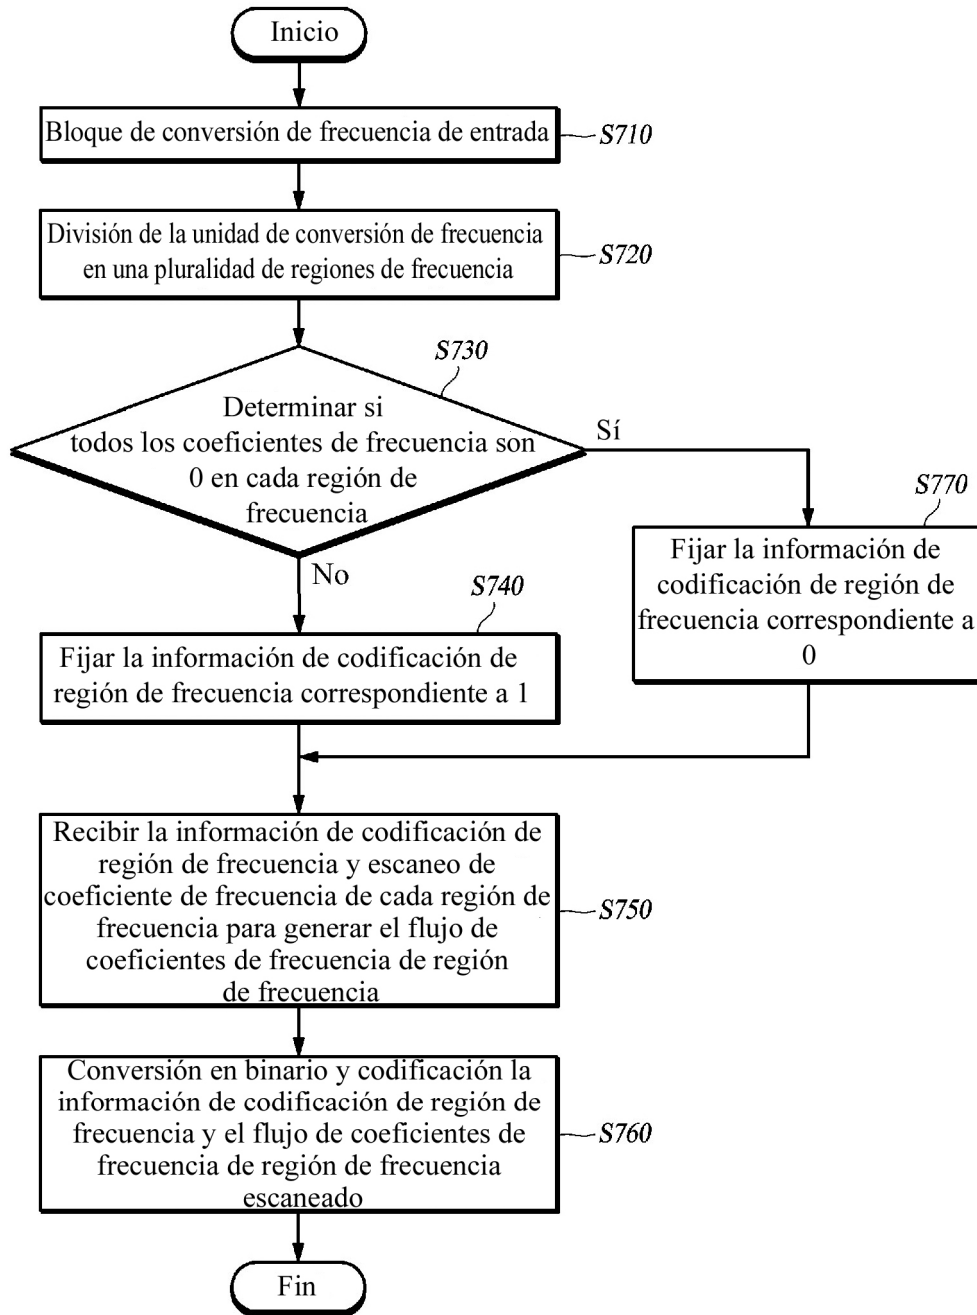 Inicio
Bloque de conversión de frecuencia de entrada
S710
División de la unidad de conversión de frecuencia
en una pluralidad de regiones de frecuencia
S720
S730
Determinar si
todos los coeficientes de frecuencia son
0 en cada región de
frecuencia
Sí
No
S770
Fijar la información de
codificación de región de
frecuencia correspondiente a
0
S740
Fijar la información de codificación de
región de frecuencia correspondiente a 1
Recibir la información de codificación de
región de frecuencia y escaneo de
coeficiente de frecuencia de cada región de
frecuencia para generar el flujo de
coeficientes de frecuencia de región
de frecuencia
S750
Conversión en binario y codificación la
información de codificación de región de
frecuencia y el flujo de coeficientes de
frecuencia de región de frecuencia
escaneado
S760
Fin